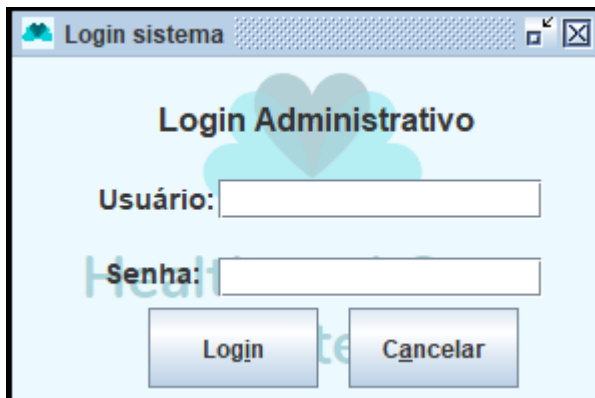 Login sistema
Login Administrativo
Usuário:
Senha:
Login Cancelar